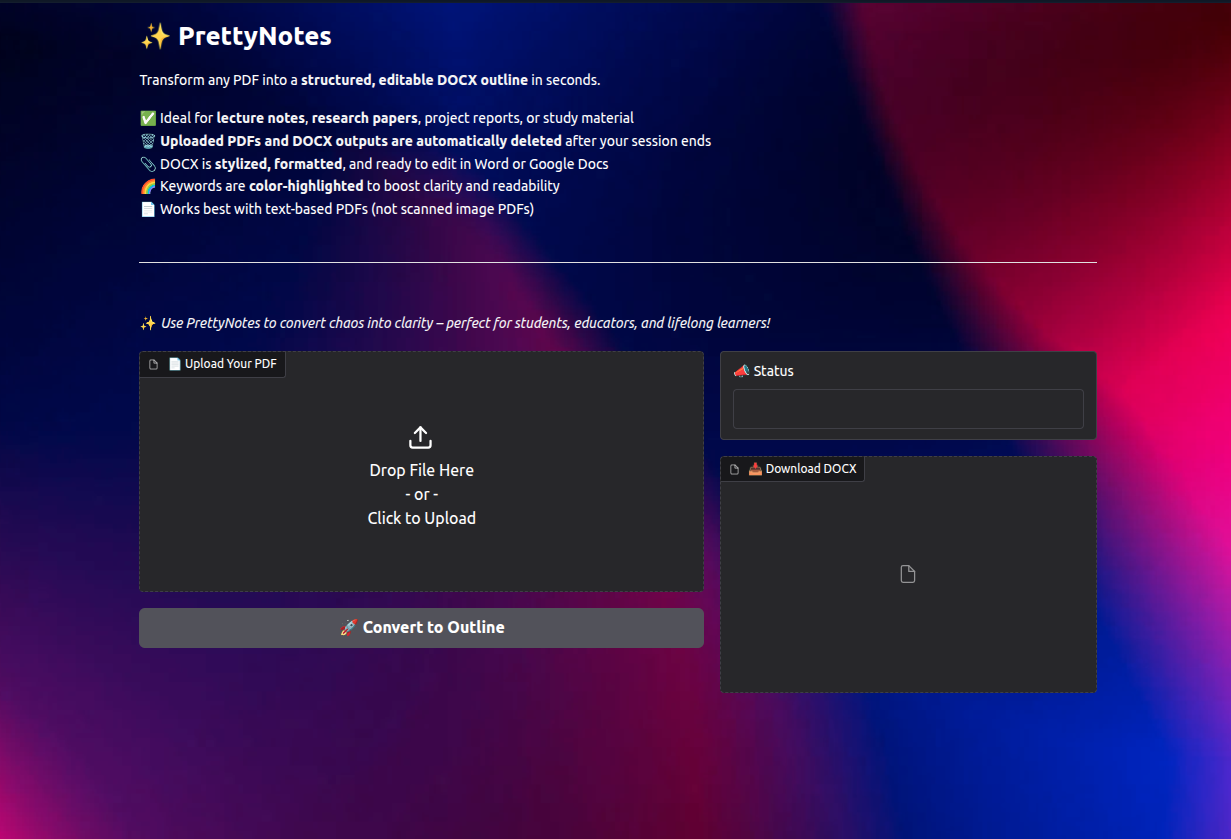 ✨ PrettyNotes
Transform any PDF into a structured, editable DOCX outline in seconds.
✅ Ideal for lecture notes, research papers, project reports, or study material
🗑️ Uploaded PDFs and DOCX outputs are automatically deleted after your session ends
📎 DOCX is stylized, formatted, and ready to edit in Word or Google Docs
🌈 Keywords are color-highlighted to boost clarity and readability
📄 Works best with text-based PDFs (not scanned image PDFs)
✨ Use PrettyNotes to convert chaos into clarity – perfect for students, educators, and lifelong learners!
📄 Upload Your PDF
Drop File Here
- or -
Click to Upload
🚀 Convert to Outline
📣 Status
📥 Download DOCX